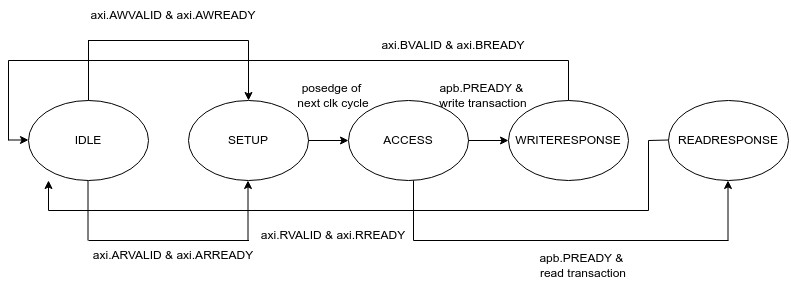 axi.AWVALID & axi.AWREADY
axi.BVALID & axi.BREADY
posedge of
next clk cycle
apb.PREADY &
write transaction
IDLE
SETUP
ACCESS
WRITERESPONSE
READRESPONSE
axi.RVALID & axi.RREADY
axi.ARVALID & axi.ARREADY
apb.PREADY &
read transaction